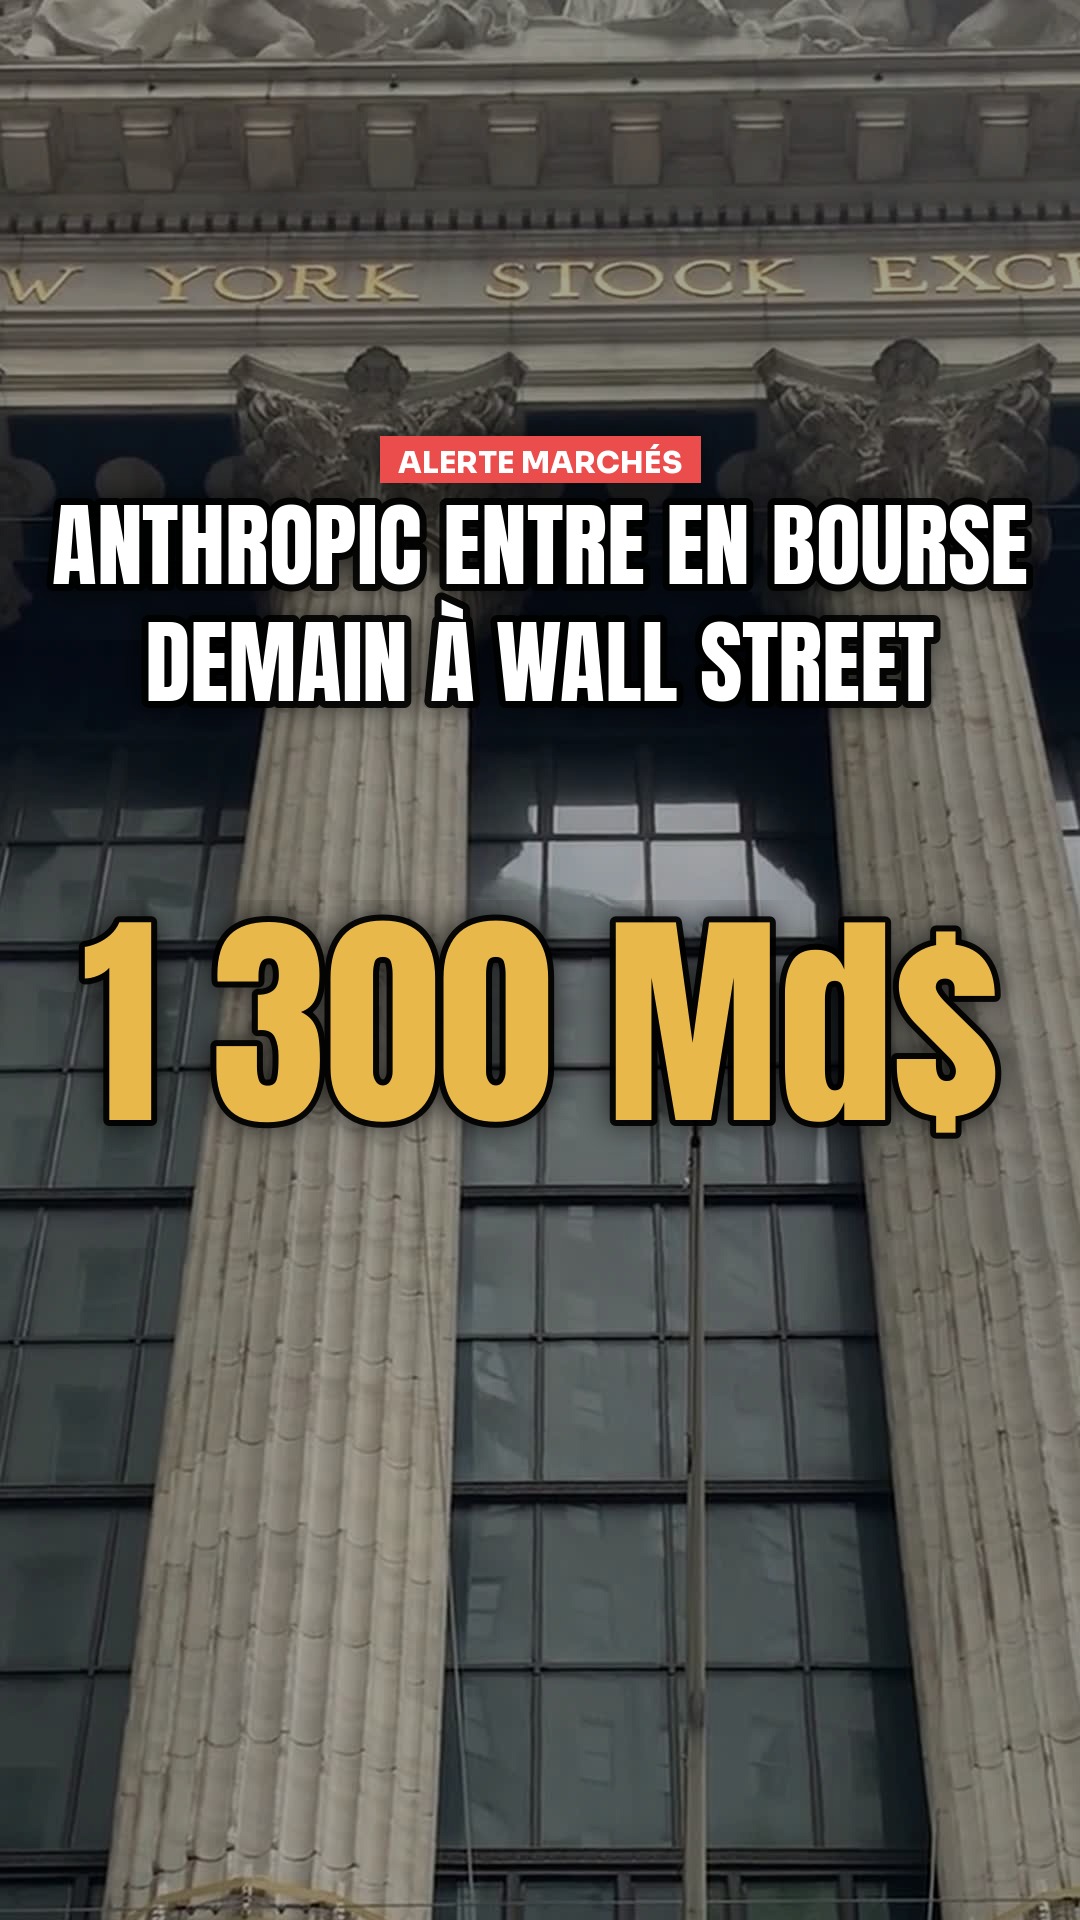 W YORK STOCK EXC
ALERTE MARCHÉS
ANTHROPIC ENTRE EN BOURSE
DEMAIN À WALL STREET
1 300 Md$